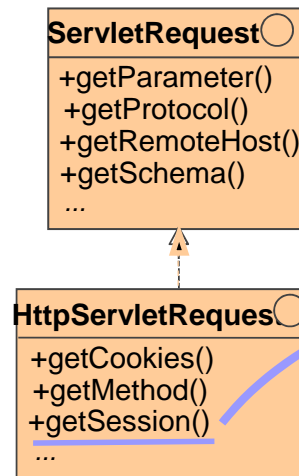 ServletRequest
+getParameter()
+getProtocol()
+getRemoteHost()
+getSchema()
...
HttpServletReques
+getCookies()
+getMethod()
+getSession()
...